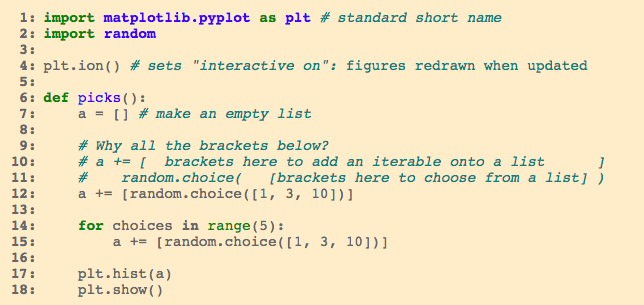 1: import matplotlib.pyplot as plt # standard short name
2: import random
3:
4: plt.ion() # sets "interactive on": figures redrawn when updated
5:
6: def picks():
7:     a = [] # make an empty list
8:
9:     # Why all the brackets below?
10:     # a += [  brackets here to add an iterable onto a list      ]
11:     #    random.choice(   [brackets here to choose from a list] )
12:     a += [random.choice([1, 3, 10])]
13:
14:     for choices in range(5):
15:         a += [random.choice([1, 3, 10])]
16:
17:     plt.hist(a)
18:     plt.show()